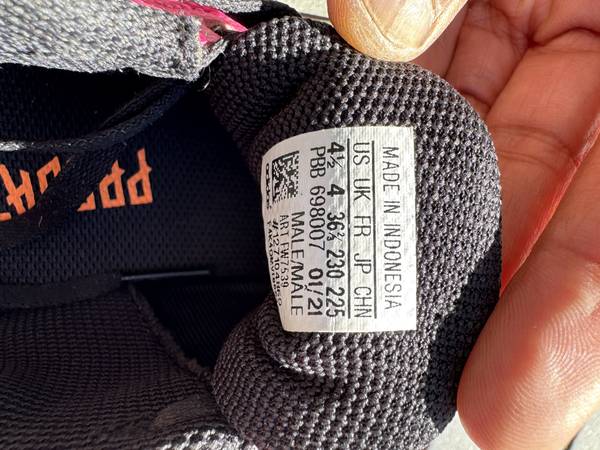 MADE IN INDONESIA
US UK FR JP CHN
4½ 4 36⅔ 230 225
PBB 698007 01/21
MALE/MÂLE
ART FW7539